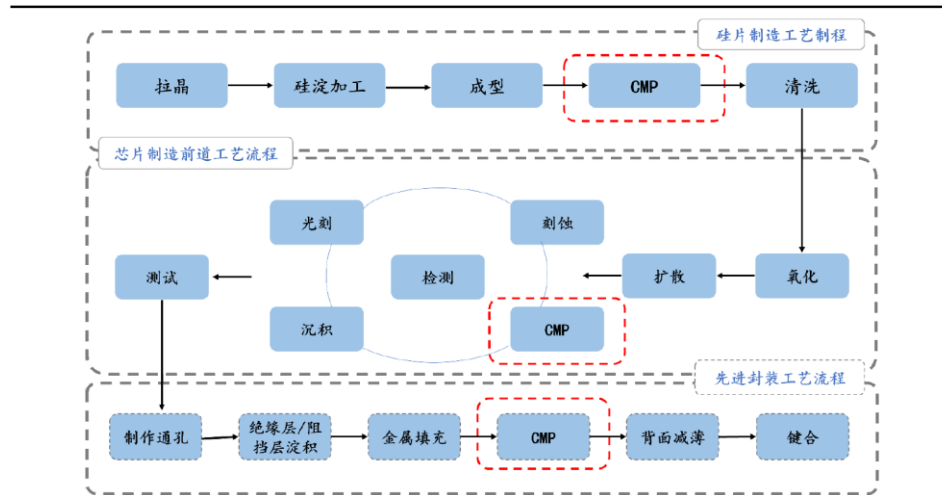 硅片制造工艺制程
拉晶
硅淀加工
成型
CMP
清洗
芯片制造前道工艺流程
光刻
刻蚀
测试
检测
扩散
氧化
沉积
CMP
先进封装工艺流程
制作通孔
绝缘层/阻
挡层淀积
金属填充
CMP
背面减薄
键合